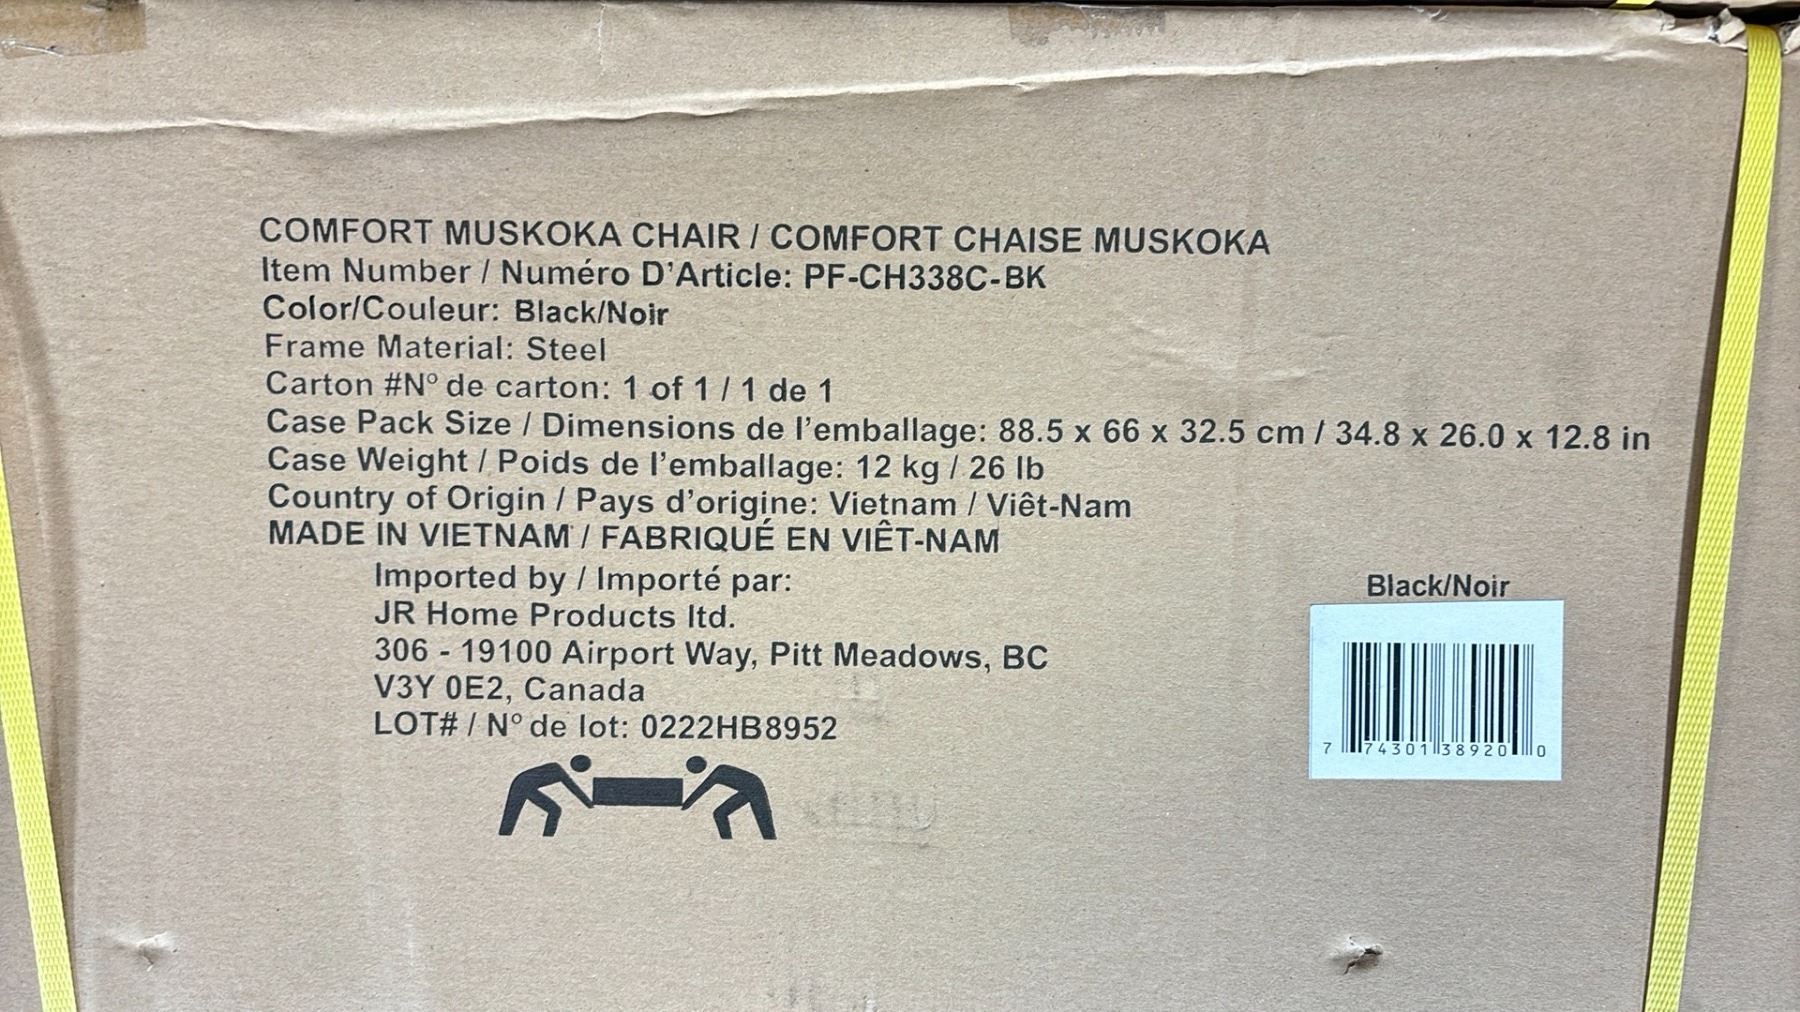 COMFORT MUSKOKA CHAIR / COMFORT CHAISE MUSKOKA
Item Number / Numéro D'Article: PF-CH338C-BK
Color/Couleur: Black/Noir
Frame Material: Steel
Carton #Nº de carton: 1 of 1 / 1 de 1
Case Pack Size / Dimensions de l'emballage: 88.5 x 66 x 32.5 cm / 34.8 x 26.0 x 12.8 in
Case Weight / Poids de l'emballage: 12 kg / 26 lb
Country of Origin / Pays d'origine: Vietnam / Viêt-Nam
MADE IN VIETNAM / FABRIQUÉ EN VIÊT-NAM
Imported by / Importé par:
JR Home Products ltd.
306 - 19100 Airport Way, Pitt Meadows, BC
V3Y 0E2, Canada
LOT# / Nº de lot: 0222HB8952
Black/Noir
7 74301 38920 0